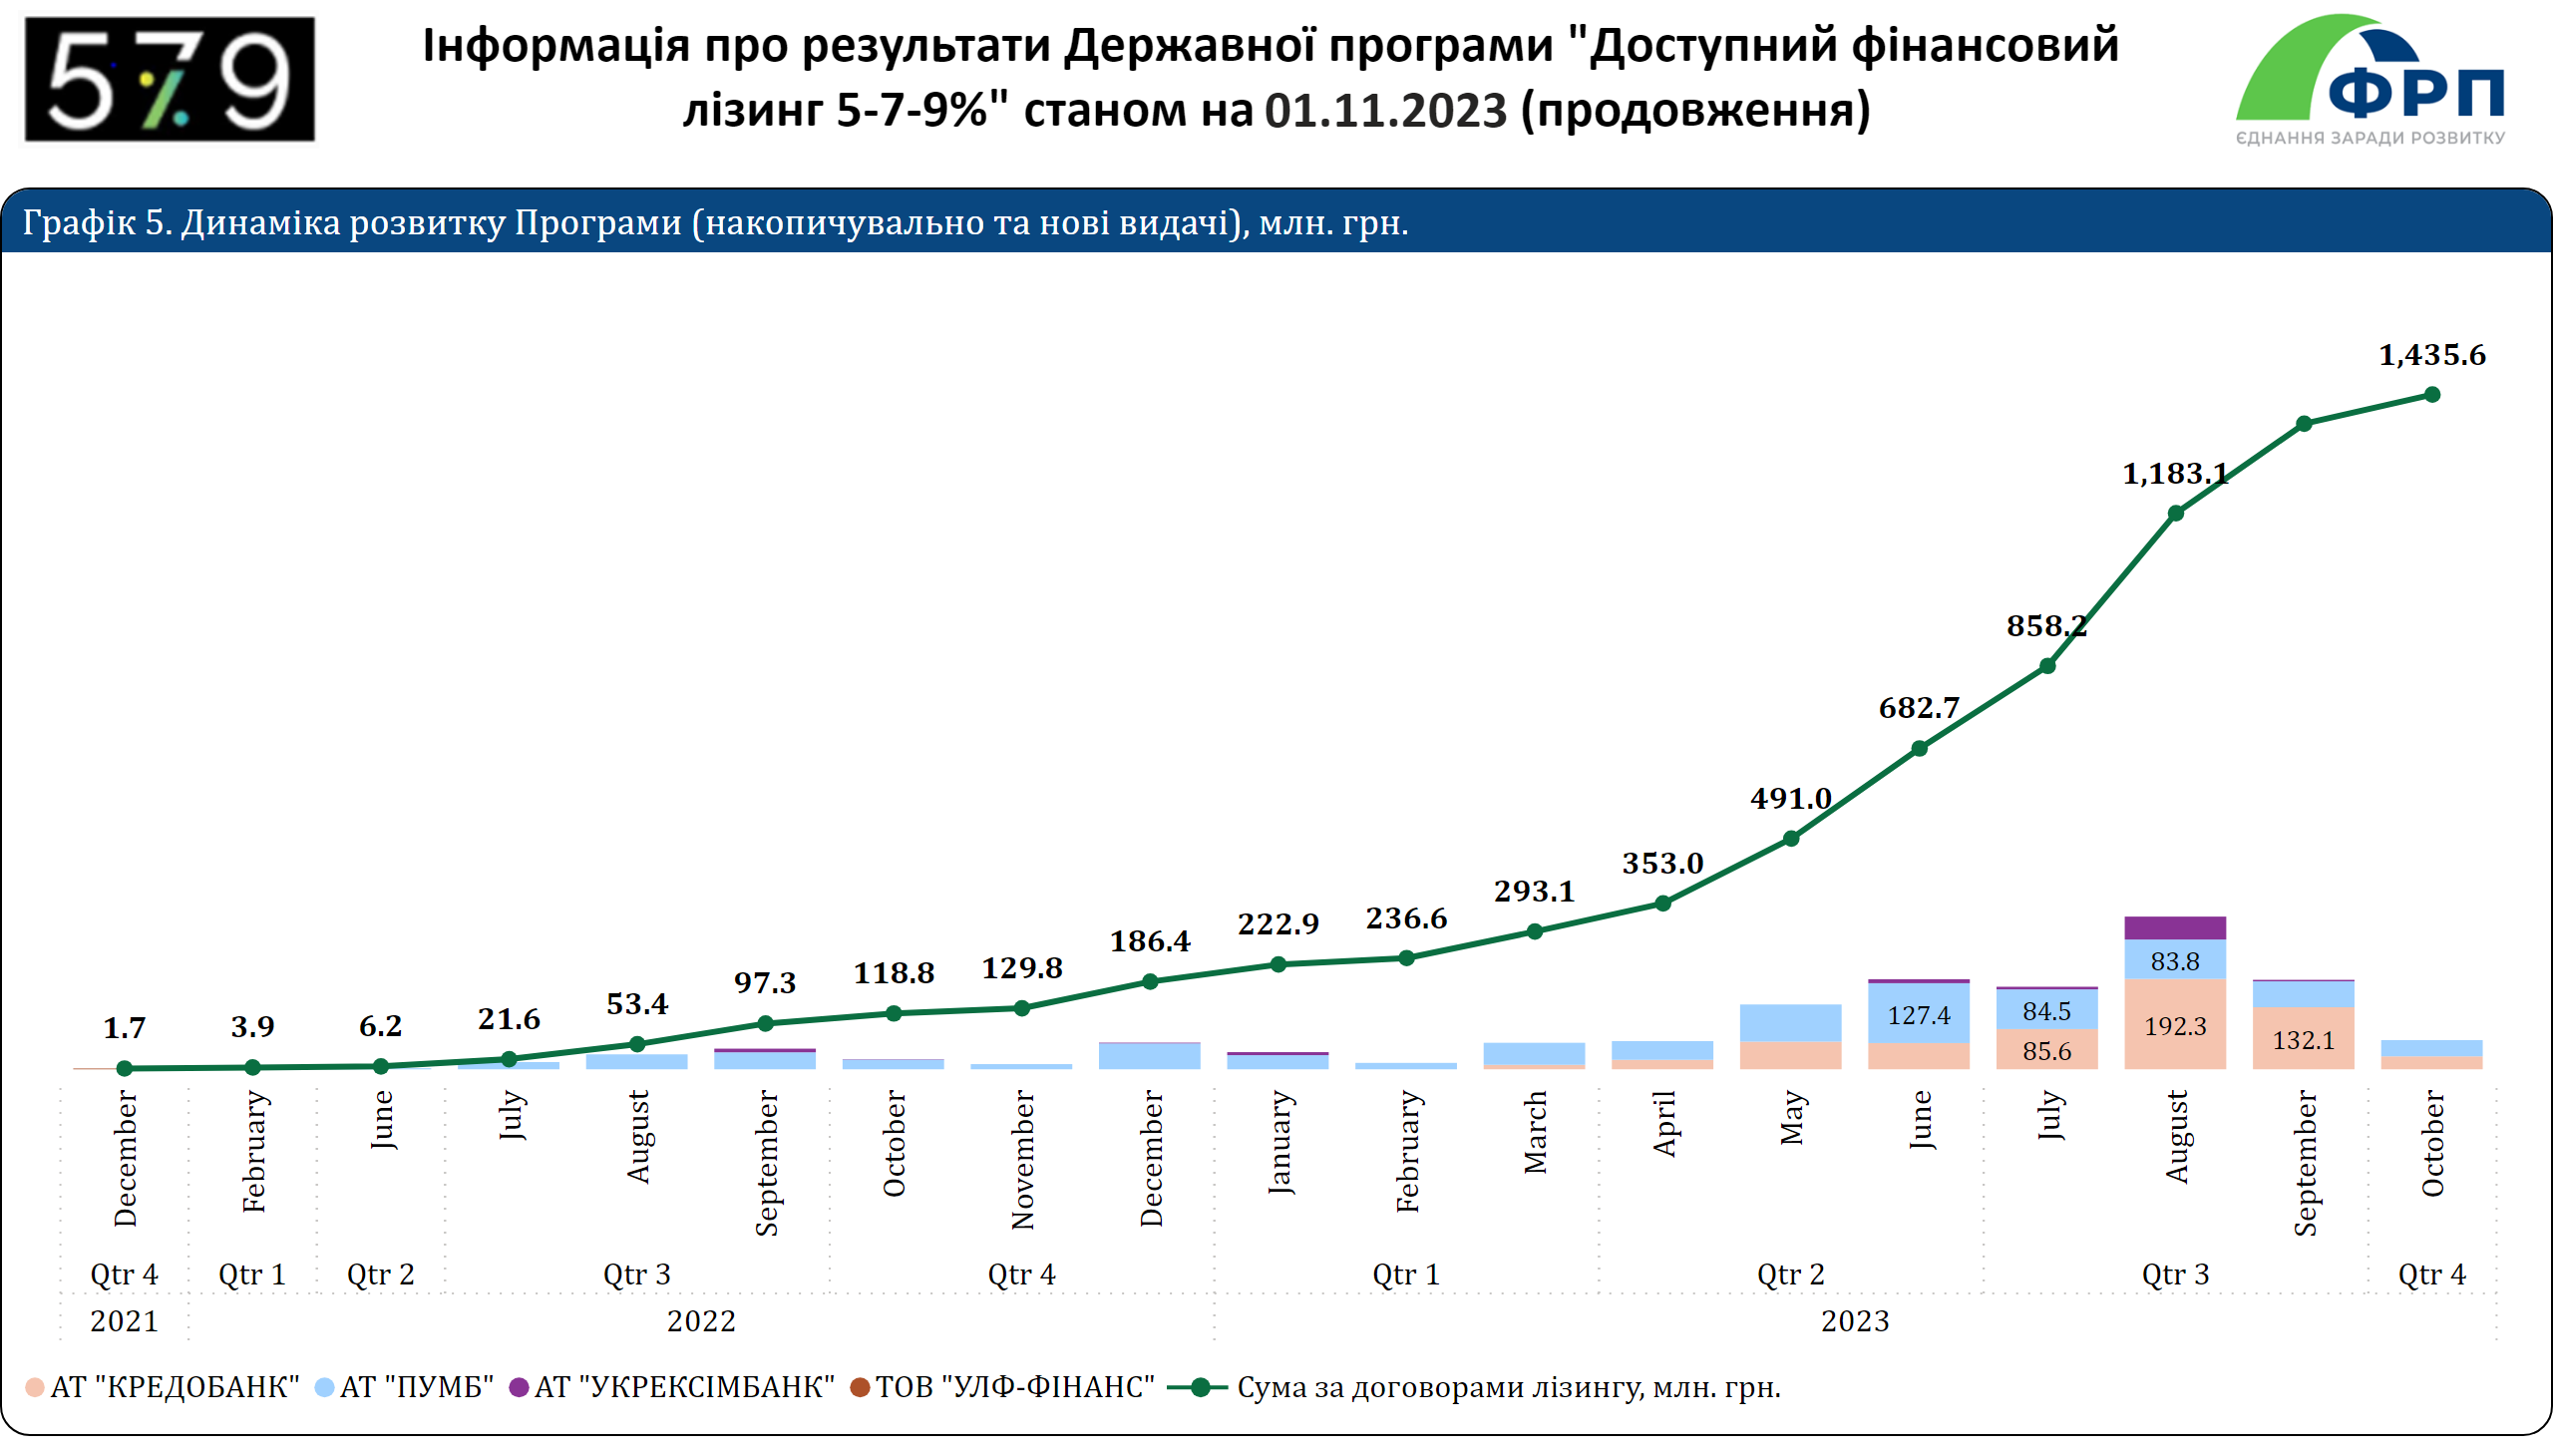 579
Інформація про результати Державної програми "Доступний фінансовий
лізинг 5-7-9%" станом на 01.11.2023 (продовження)
ФРП
ЄДНАННЯ ЗАРАДИ РОЗВИТКУ
Графік 5. Динаміка розвитку Програми (накопичувально та нові видачі), млн. грн.
1.7
3.9
6.2
21.6
53.4
97.3
118.8
129.8
186.4
222.9
236.6
293.1
353.0
491.0
682.7
858.2
1,183.1
1,435.6
127.4
84.5
85.6
83.8
192.3
132.1
December
February
June
July
August
September
October
November
December
January
February
March
April
May
June
July
August
September
October
Qtr 4 Qtr 1 Qtr 2 Qtr 3 Qtr 4 Qtr 1 Qtr 2 Qtr 3 Qtr 4
2021 2022 2023
АТ "КРЕДОБАНК" АТ "ПУМБ" АТ "УКРЕКСІМБАНК" ТОВ "УЛФ-ФІНАНС" Сума за договорами лізингу, млн. грн.